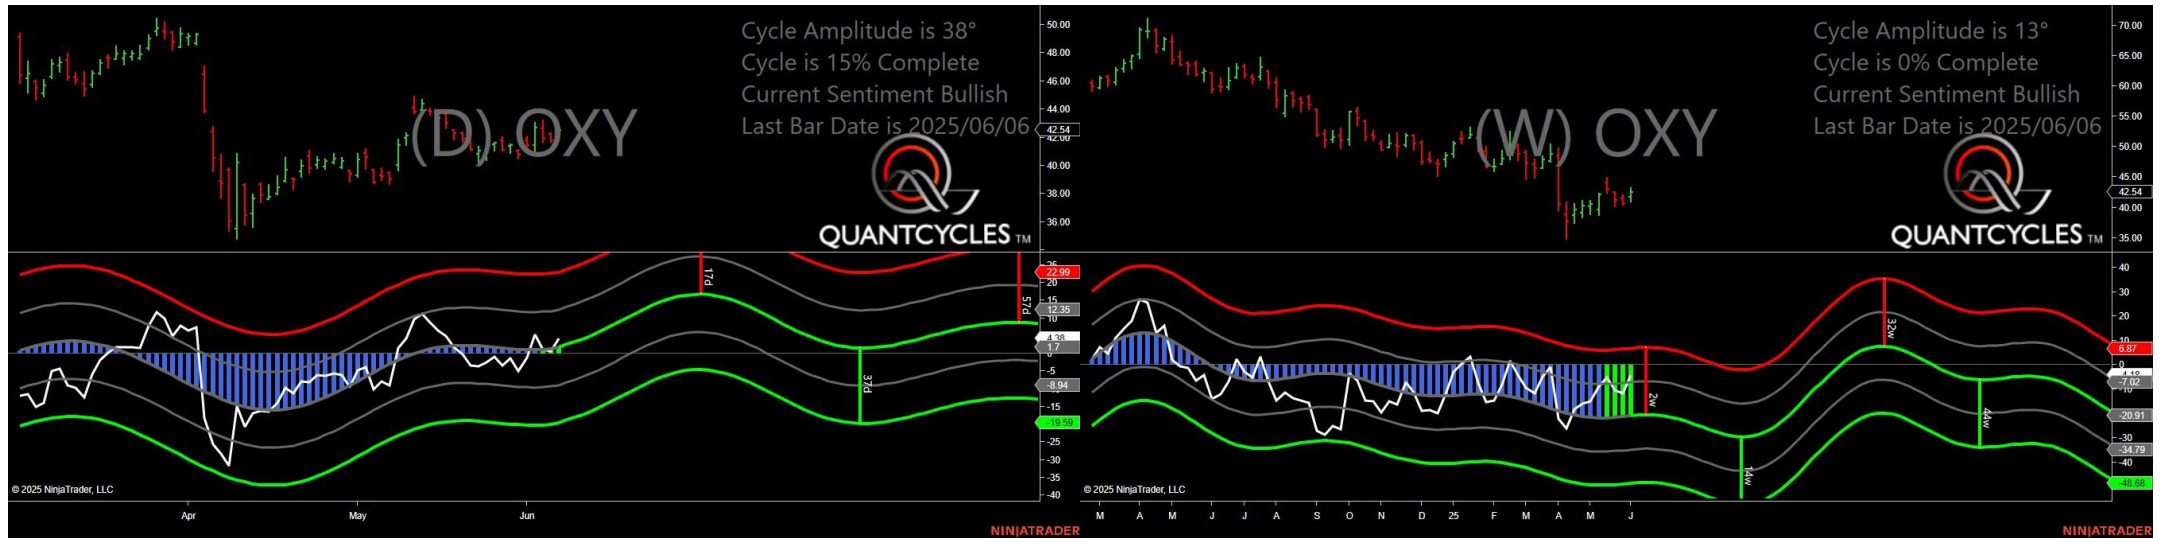 Cycle Amplitude is 38°
Cycle is 15% Complete
Current Sentiment Bullish
Last Bar Date is 2025/06/06
(D) OXY
QUANTCYCLES TM
50.00
48.00
46.00
44.00
42.54
42.00
40.00
38.00
36.00
17d
57d
37d
25
22.99
20
15
12.35
10
4.38
1.7
0
-5
-8.94
-15
-19.59
-25
-30
-35
-40
© 2025 NinjaTrader, LLC
Apr
May
Jun
NINJATRADER
Cycle Amplitude is 13°
Cycle is 0% Complete
Current Sentiment Bullish
Last Bar Date is 2025/06/06
(W) OXY
QUANTCYCLES TM
70.00
65.00
60.00
55.00
50.00
45.00
42.54
40.00
35.00
2w
14w
32w
44w
40
30
20
10
6.87
0
-7.02
-20.91
-30
-34.79
-40
-48.68
© 2025 NinjaTrader, LLC
M A M J J A S O N D 25 F M A M J
NINJATRADER